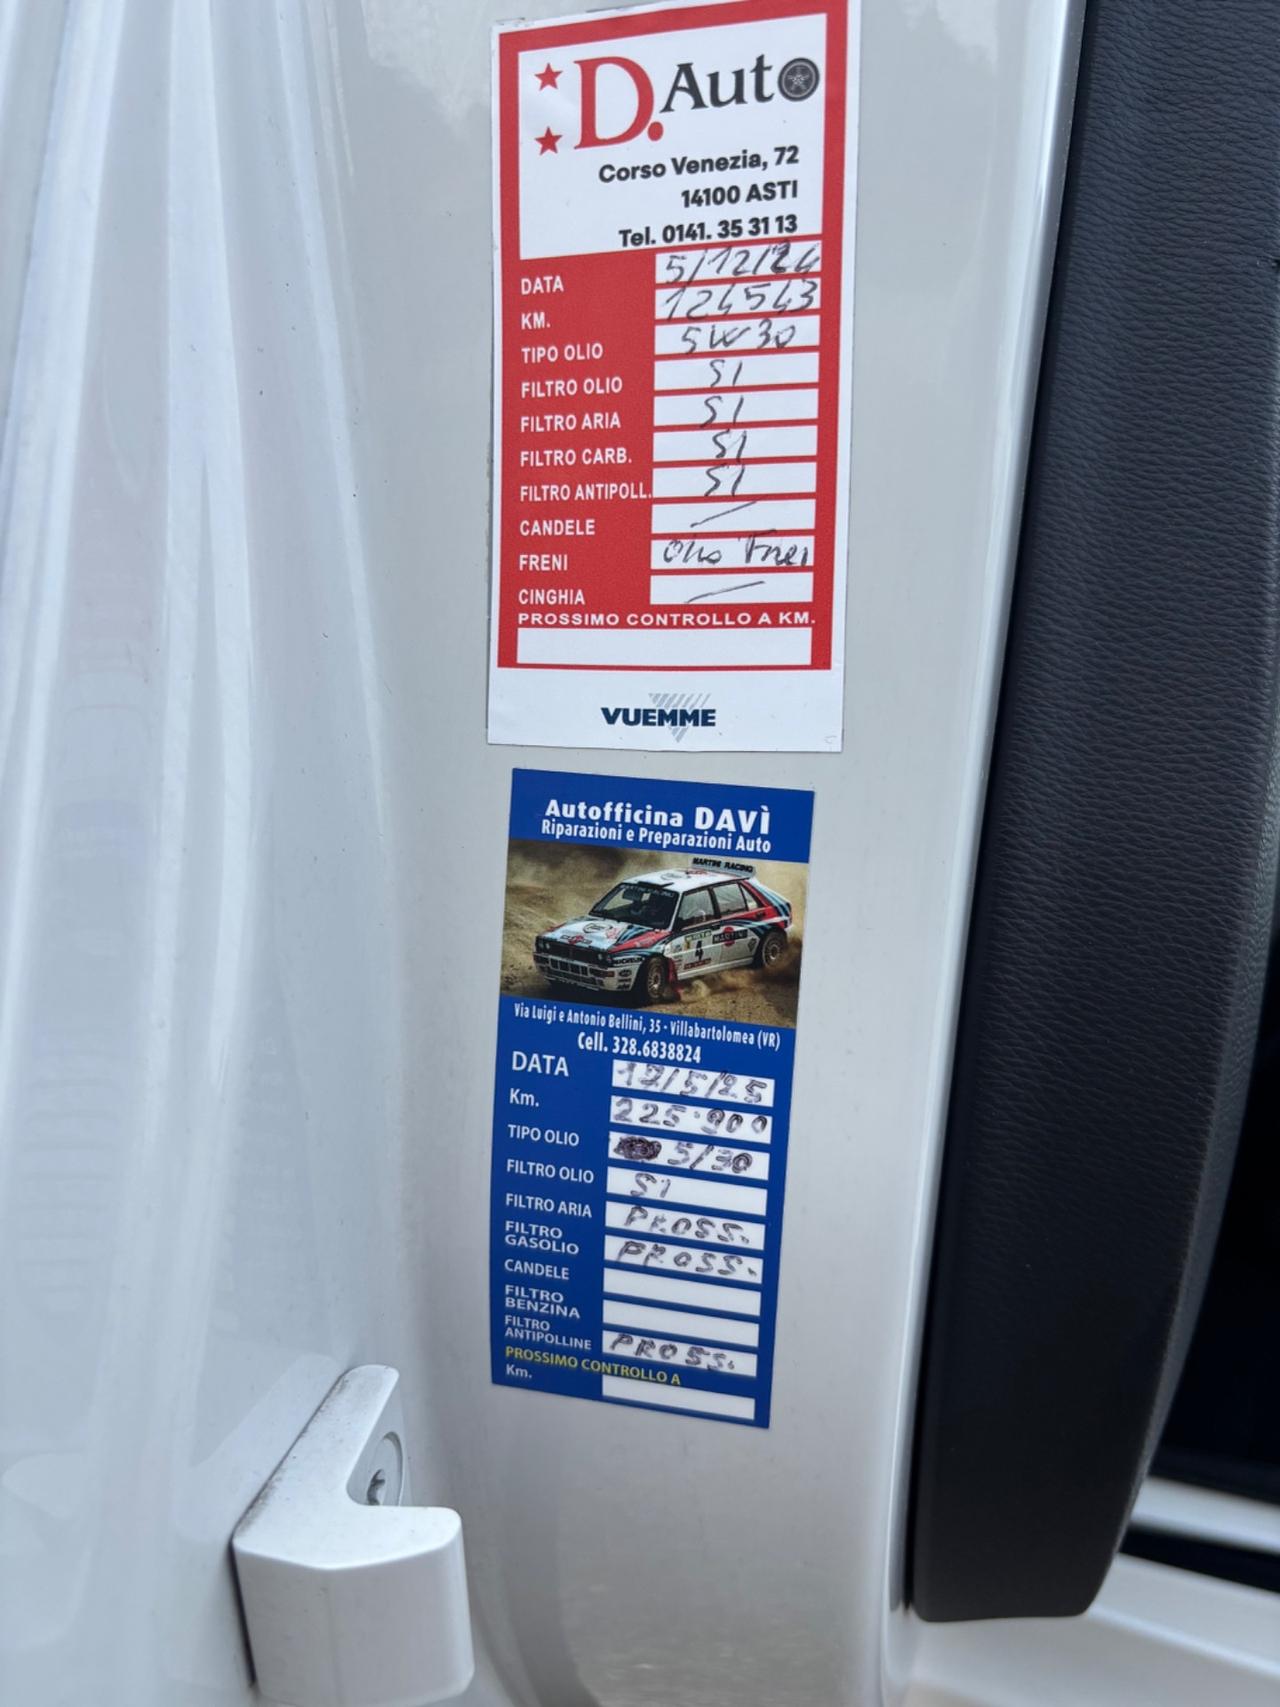 D. Auto
Corso Venezia, 72
14100 ASTI
Tel. 0141. 35 31 13
DATA 5/12/24
KM. 124543
TIPO OLIO 5W30
FILTRO OLIO SI
FILTRO ARIA SI
FILTRO CARB. SI
FILTRO ANTIPOLL. SI
CANDELE —
FRENI Olio Freni
CINGHIA —
PROSSIMO CONTROLLO A KM.
VUEMME
Autofficina DAVÌ
Riparazioni e Preparazioni Auto
MARTINI RACING
4
MARTINI
Via Luigi e Antonio Bellini, 35 - Villabartolomea (VR)
Cell. 328.6838824
DATA 17/5/25
Km. 225.900
TIPO OLIO 5/30
FILTRO OLIO SI
FILTRO ARIA PROSS.
FILTRO
GASOLIO PROSS.
CANDELE
FILTRO
BENZINA
FILTRO
ANTIPOLLINE PROSS.
PROSSIMO CONTROLLO A
Km.